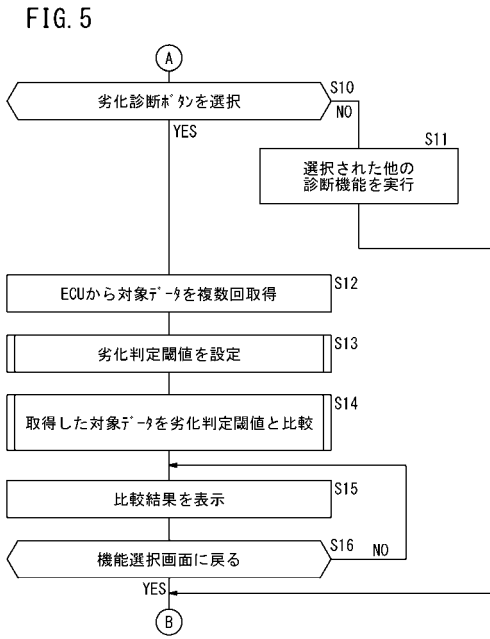 FIG. 5
A
劣化診断ﾎﾞﾀﾝを選択
S10
NO
YES
S11
選択された他の
診断機能を実行
ECUから対象ﾃﾞｰﾀを複数回取得
S12
劣化判定閾値を設定
S13
取得した対象ﾃﾞｰﾀを劣化判定閾値と比較
S14
比較結果を表示
S15
機能選択画面に戻る
S16
NO
YES
B